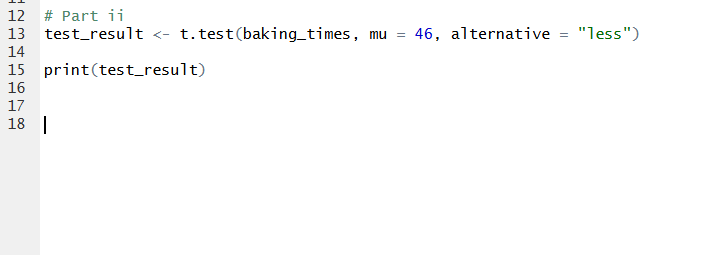 12 # Part ii
13 test_result <- t.test(baking_times, mu = 46, alternative = "less")
14
15 print(test_result)
16
17
18